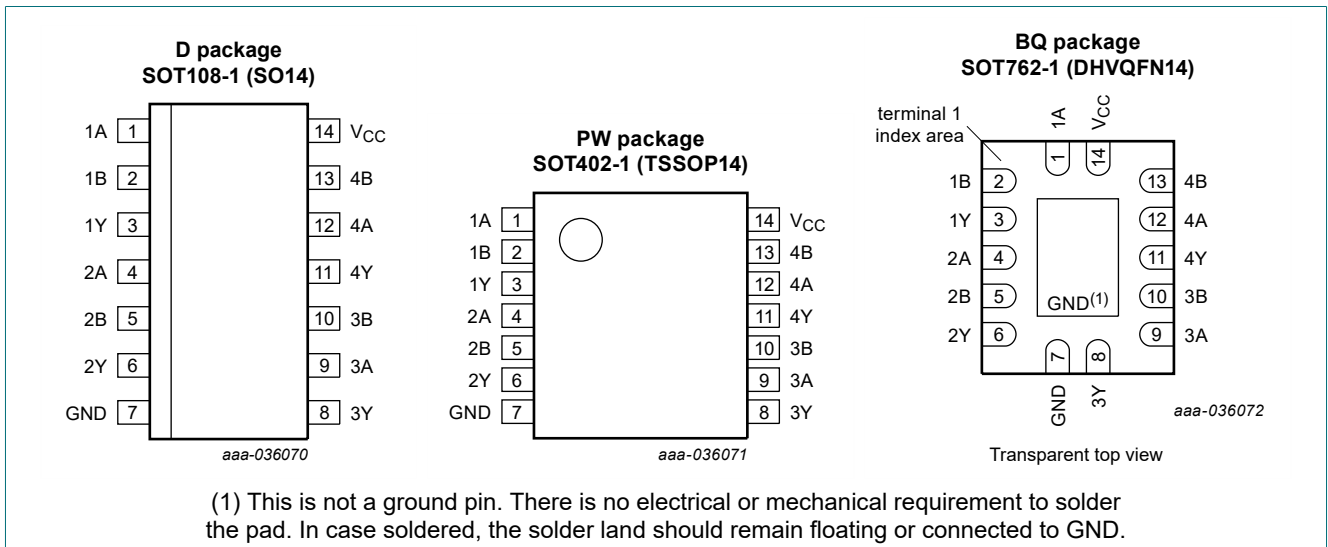 D package
SOT108-1 (SO14)
1A 1 14 VCC
1B 2 13 4B
1Y 3 12 4A
2A 4 11 4Y
2B 5 10 3B
2Y 6 9 3A
GND 7 8 3Y
aaa-036070
PW package
SOT402-1 (TSSOP14)
1A 1 14 VCC
1B 2 13 4B
1Y 3 12 4A
2A 4 11 4Y
2B 5 10 3B
2Y 6 9 3A
GND 7 8 3Y
aaa-036071
BQ package
SOT762-1 (DHVQFN14)
terminal 1
index area
1A VCC
1 14
1B 2 13 4B
1Y 3 12 4A
2A 4 11 4Y
2B 5 10 3B
GND(1)
2Y 6 9 3A
7 8
GND 3Y
aaa-036072
Transparent top view
(1) This is not a ground pin. There is no electrical or mechanical requirement to solder
the pad. In case soldered, the solder land should remain floating or connected to GND.